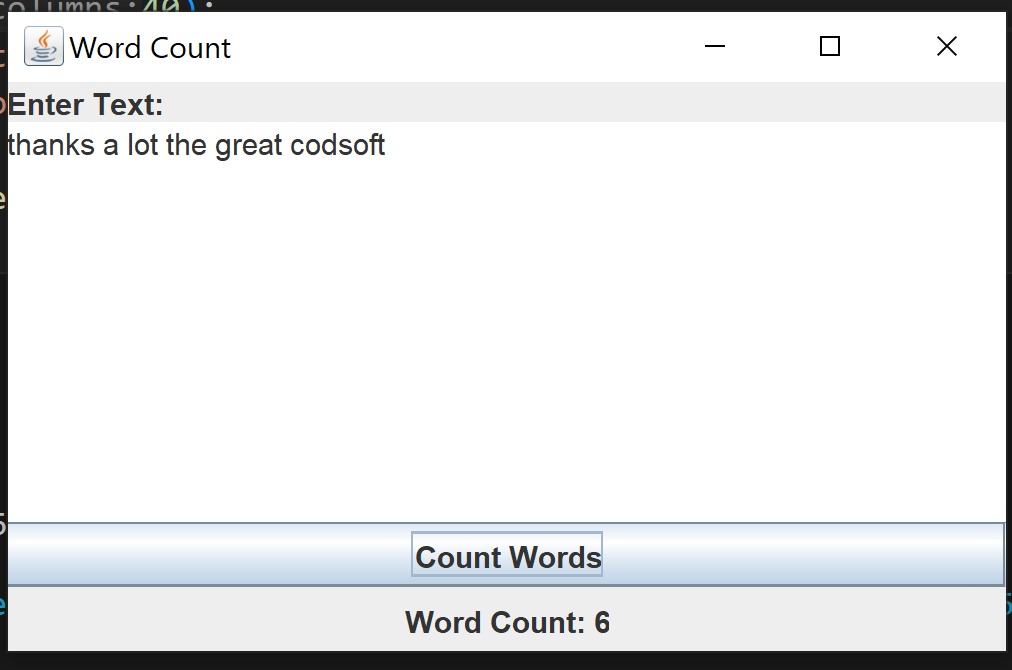 columns:40);
Word Count
Enter Text:
thanks a lot the great codsoft
Count Words
Word Count: 6